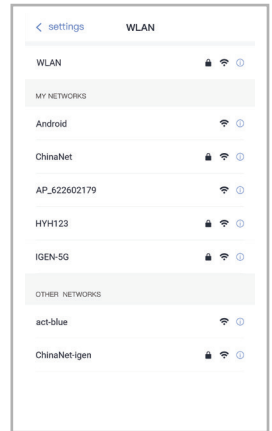 settings WLAN
WLAN
MY NETWORKS
Android
ChinaNet
AP_622602179
HYH123
IGEN-5G
OTHER NETWORKS
act-blue
ChinaNet-igen